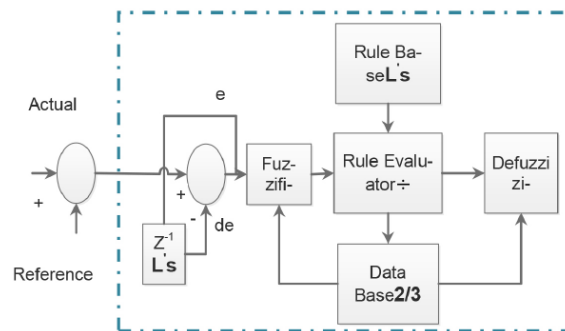 Rule Ba-
seL's
Actual
e
+
+
-
de
Fuz-
zifi-
Rule Evalu-
ator÷
Defuzzi
zi-
Z-1
L's
Reference
Data
Base2/3